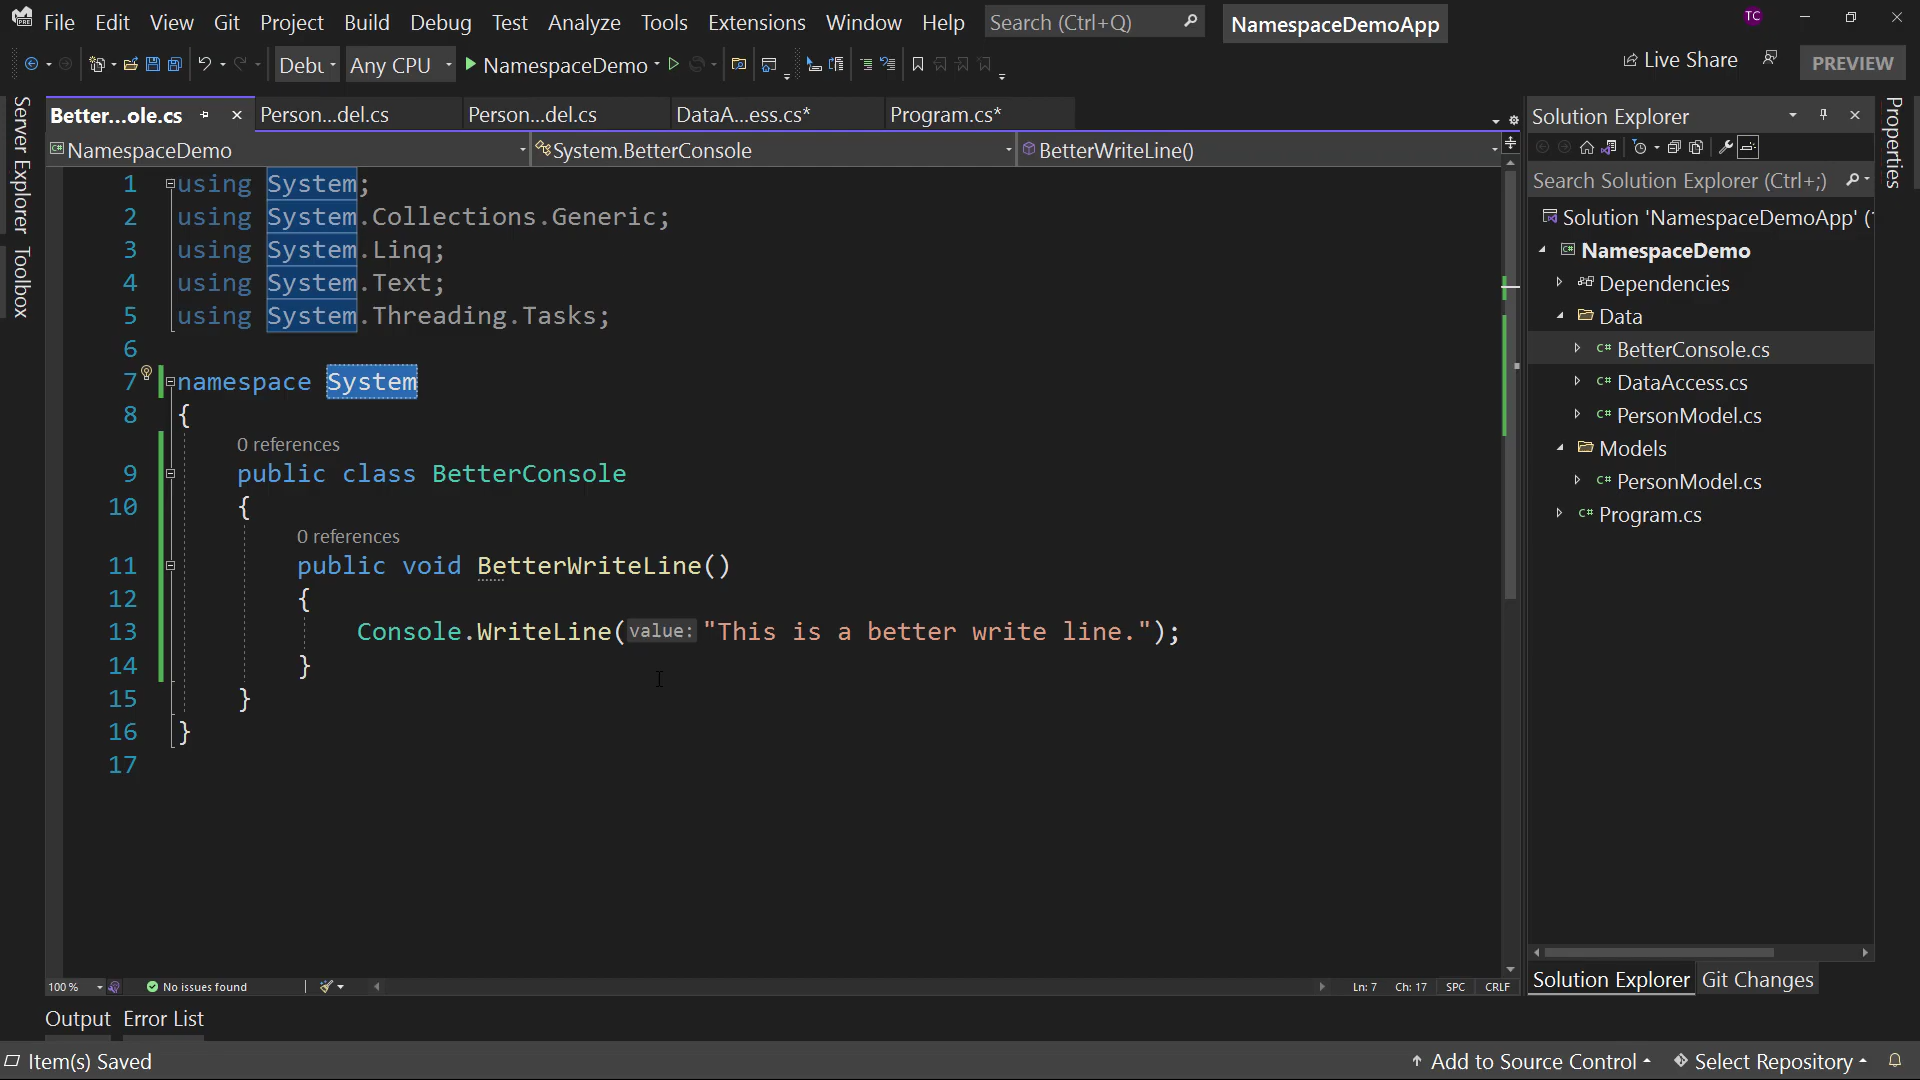 File Edit View Git Project Build Debug Test Analyze Tools Extensions Window Help Search (Ctrl+Q) NamespaceDemoApp TC
Debu Any CPU NamespaceDemo Live Share PREVIEW
Server Explorer
Toolbox
Better...ole.cs Person...del.cs Person...del.cs DataA...ess.cs* Program.cs*
NamespaceDemo System.BetterConsole BetterWriteLine()
1 using System;
2 using System.Collections.Generic;
3 using System.Linq;
4 using System.Text;
5 using System.Threading.Tasks;
6
7 namespace System
8 {
0 references
9 public class BetterConsole
10 {
0 references
11 public void BetterWriteLine()
12 {
13 Console.WriteLine(value: "This is a better write line.");
14 }
15 }
16 }
17
100 % No issues found Ln: 7 Ch: 17 SPC CRLF
Solution Explorer
Search Solution Explorer (Ctrl+;)
Solution 'NamespaceDemoApp' (
NamespaceDemo
Dependencies
Data
BetterConsole.cs
DataAccess.cs
PersonModel.cs
Models
PersonModel.cs
Program.cs
Solution Explorer Git Changes
Properties
Output Error List
Item(s) Saved Add to Source Control Select Repository